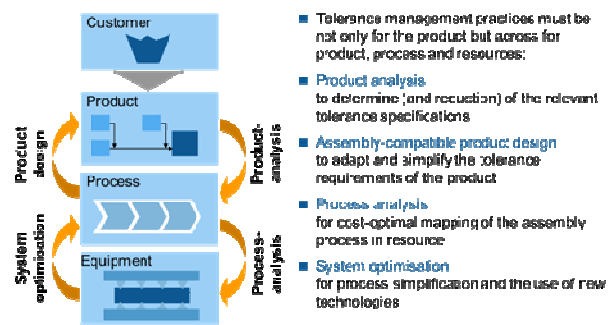 Customer
Product
Process
Equipment
Product
design
System
optimisation
Product-
analysis
Process-
analysis
Tolerance management practices must be
not only for the product but across for
product, process and resources:
Product analysis
to determine (and reduction) of the relevant
tolerance specifications
Assembly-compatible product design
to adapt and simplify the tolerance
requirements of the product
Process analysis
for cost-optimal mapping of the assembly
process in resource
System optimisation
for process simplification and the use of new
technologies